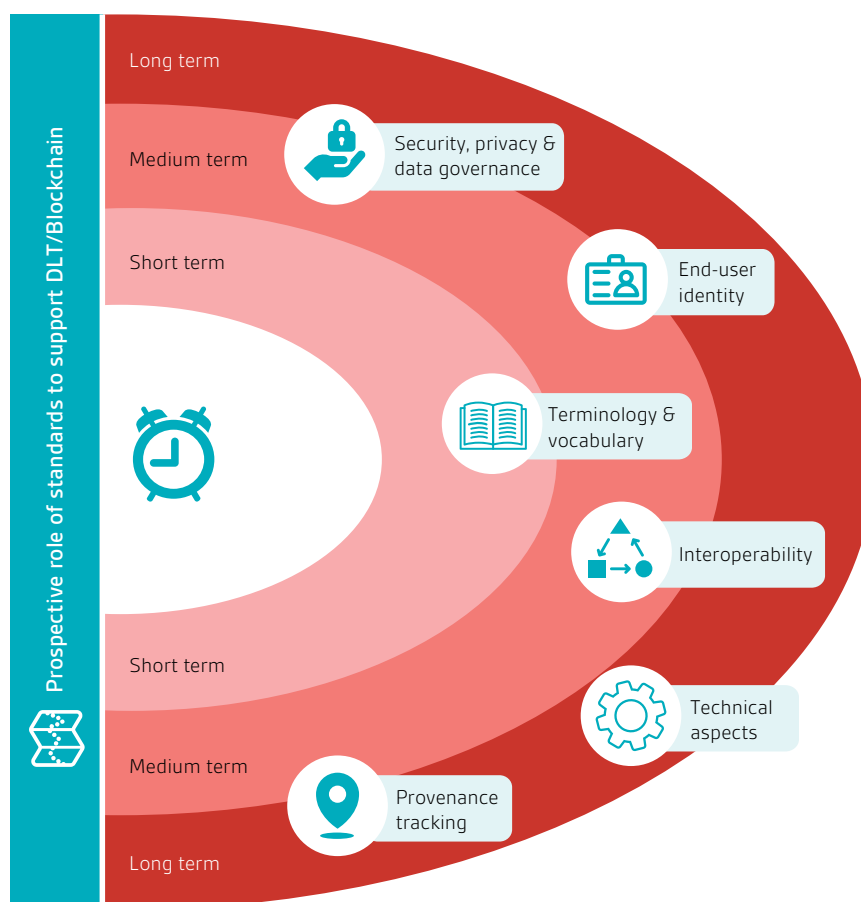 Prospective role of standards to support DLT/Blockchain
Long term
Medium term
Short term
Security, privacy &
data governance
End-user
identity
Terminology &
vocabulary
Interoperability
Technical
aspects
Provenance
tracking
Short term
Medium term
Long term